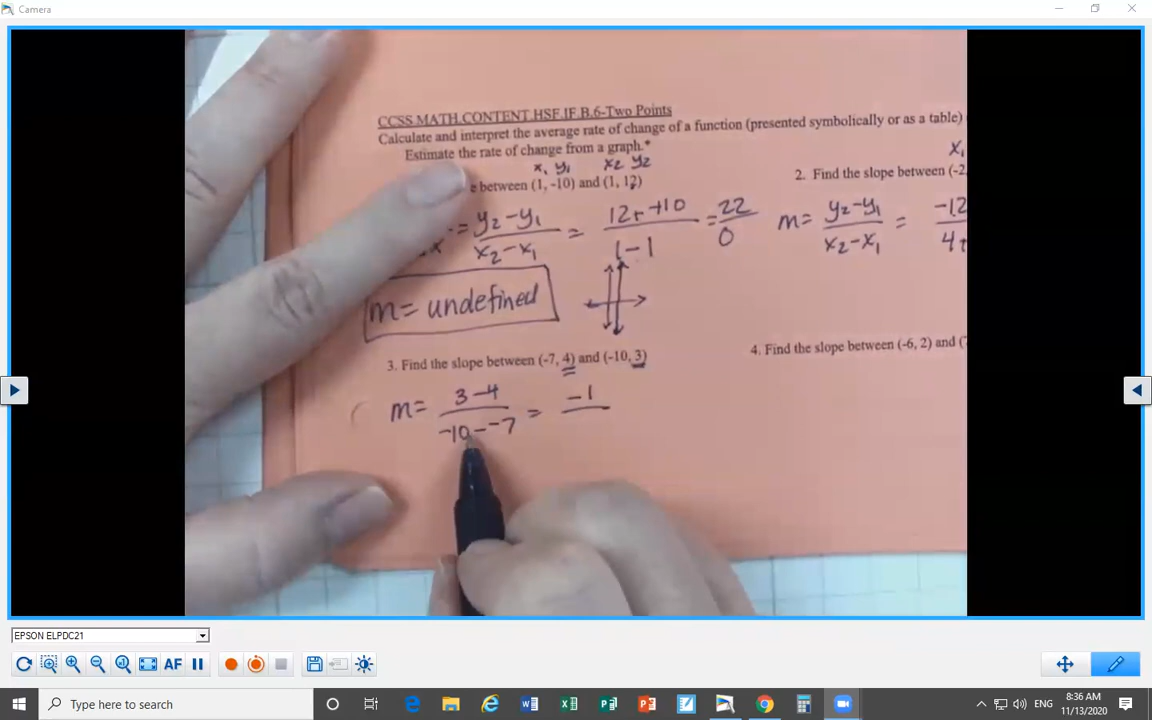 Camera
CCSS.MATH.CONTENT.HSF.IF.B.6-Two Points
Calculate and interpret the average rate of change of a function (presented symbolically or as a table)
Estimate the rate of change from a graph.*
x₁ y₁ x₂ y₂
e between (1, -10) and (1, 12)
= y₂-y₁ / x₂-x₁ = 12+ +10 / 1-1 = 22 / 0
m= undefined
x₁
2. Find the slope between (-2,
m= y₂-y₁ / x₂-x₁ = -12 / 4
3. Find the slope between (-7, 4) and (-10, 3)
m= 3-4 / -10--7 = -1
4. Find the slope between (-6, 2) and (
EPSON ELPDC21
AF
Type here to search
ENG
8:36 AM
11/13/2020